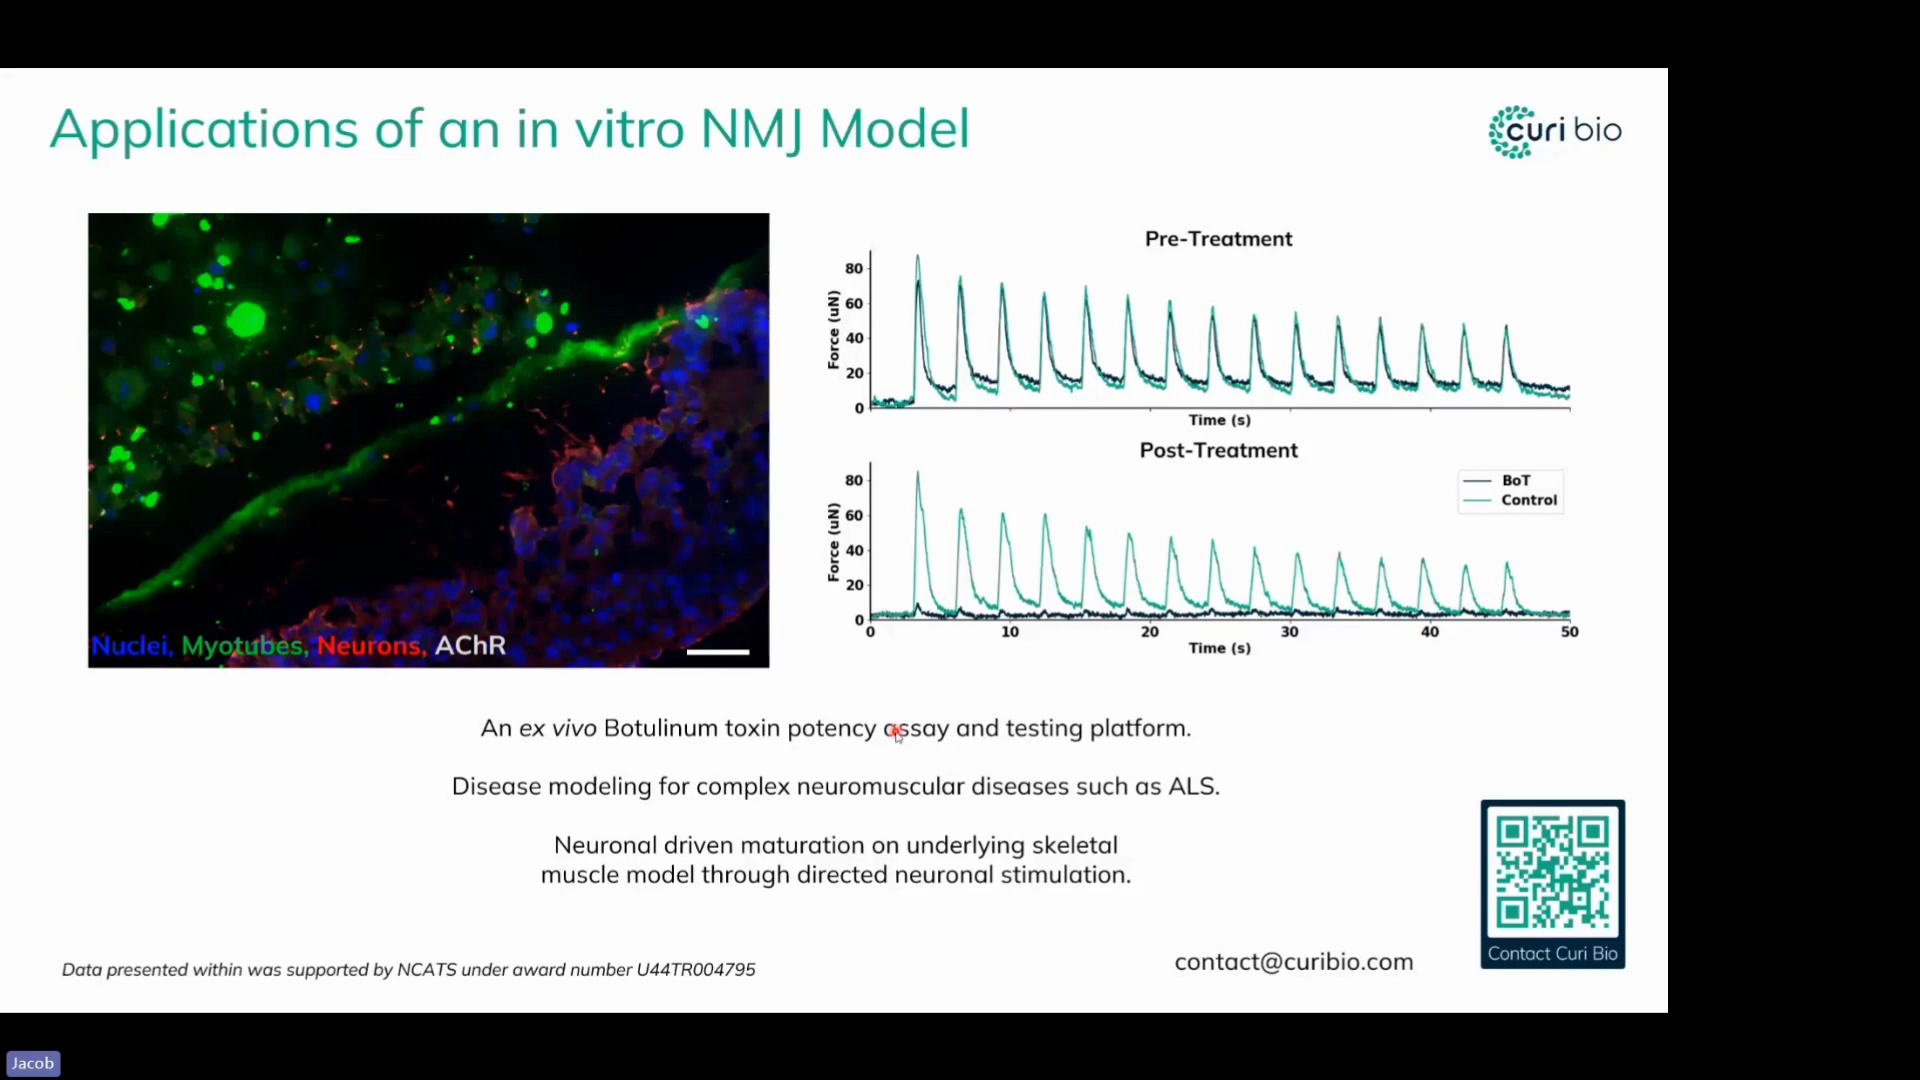 Applications of an in vitro NMJ Model
curi bio
Nuclei, Myotubes, Neurons, AChR
Pre-Treatment
Force (uN)
80
60
40
20
0
Time (s)
Post-Treatment
Force (uN)
80
60
40
20
0
BoT
Control
0 10 20 30 40 50
Time (s)
An ex vivo Botulinum toxin potency assay and testing platform.
Disease modeling for complex neuromuscular diseases such as ALS.
Neuronal driven maturation on underlying skeletal
muscle model through directed neuronal stimulation.
Data presented within was supported by NCATS under award number U44TR004795
contact@curibio.com
Contact Curi Bio
Jacob